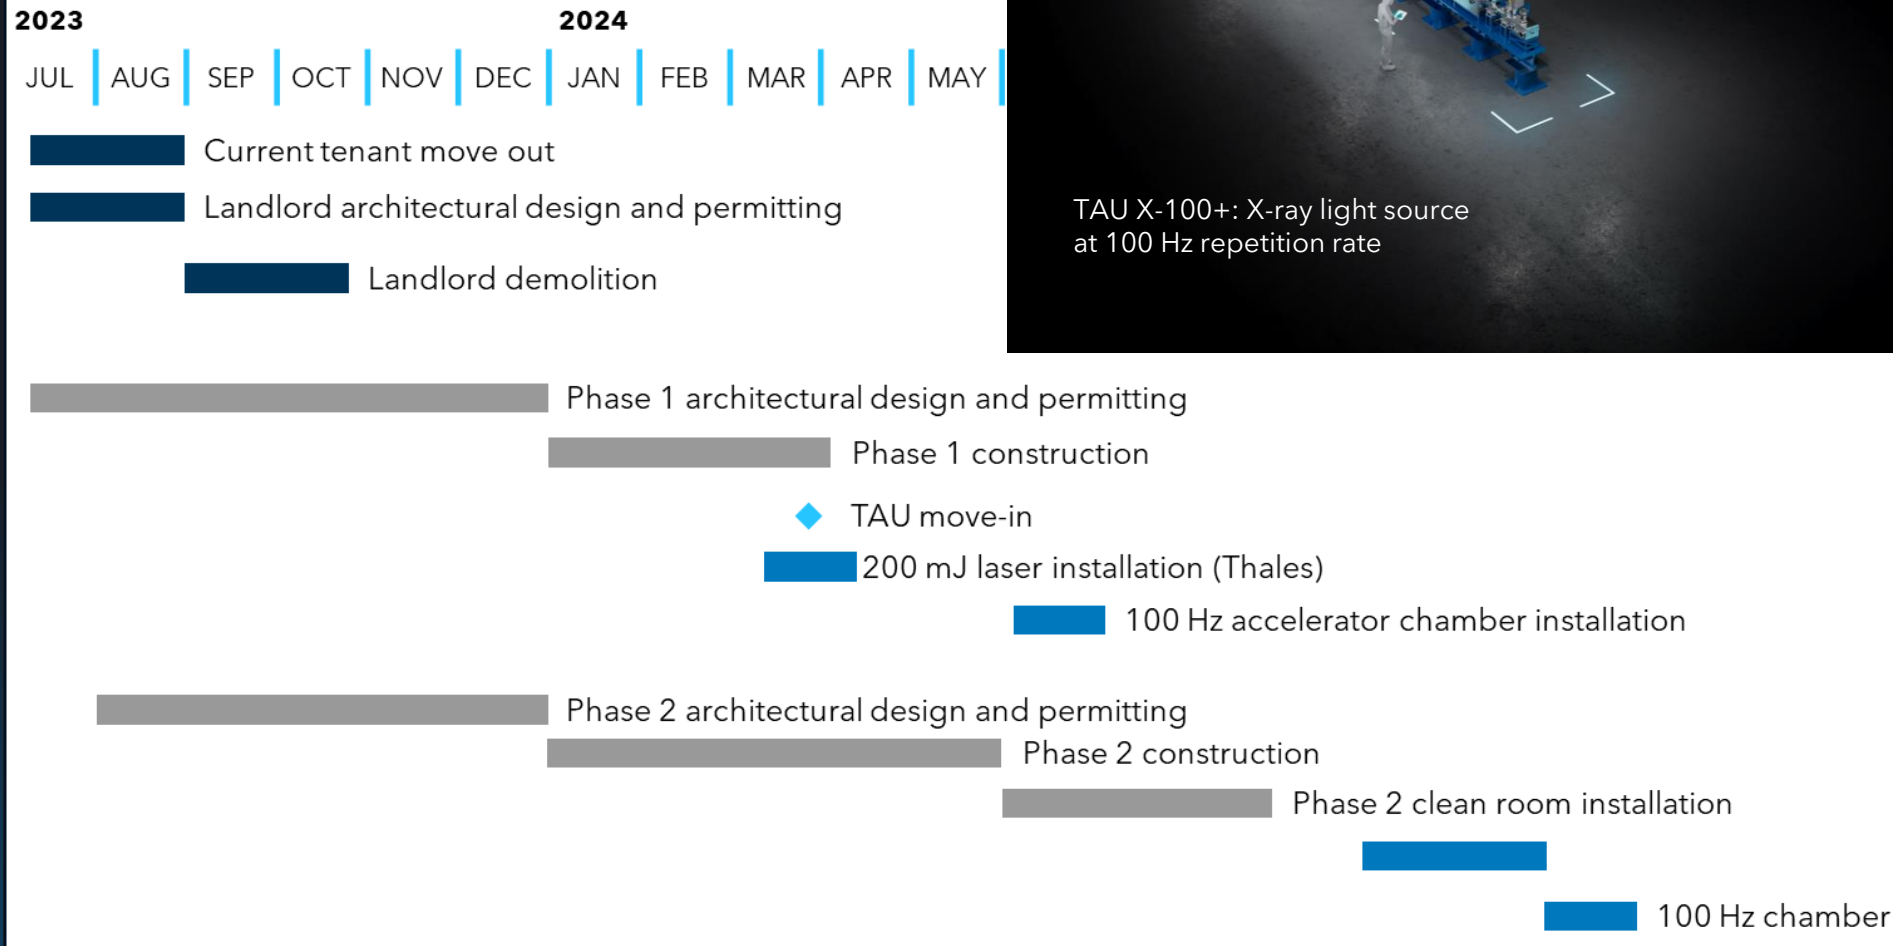 2023 2024
JUL AUG SEP OCT NOV DEC JAN FEB MAR APR MAY
Current tenant move out
Landlord architectural design and permitting
TAU X-100+: X-ray light source
at 100 Hz repetition rate
Landlord demolition
Phase 1 architectural design and permitting
Phase 1 construction
TAU move-in
200 mJ laser installation (Thales)
100 Hz accelerator chamber installation
Phase 2 architectural design and permitting
Phase 2 construction
Phase 2 clean room installation
100 Hz chamber